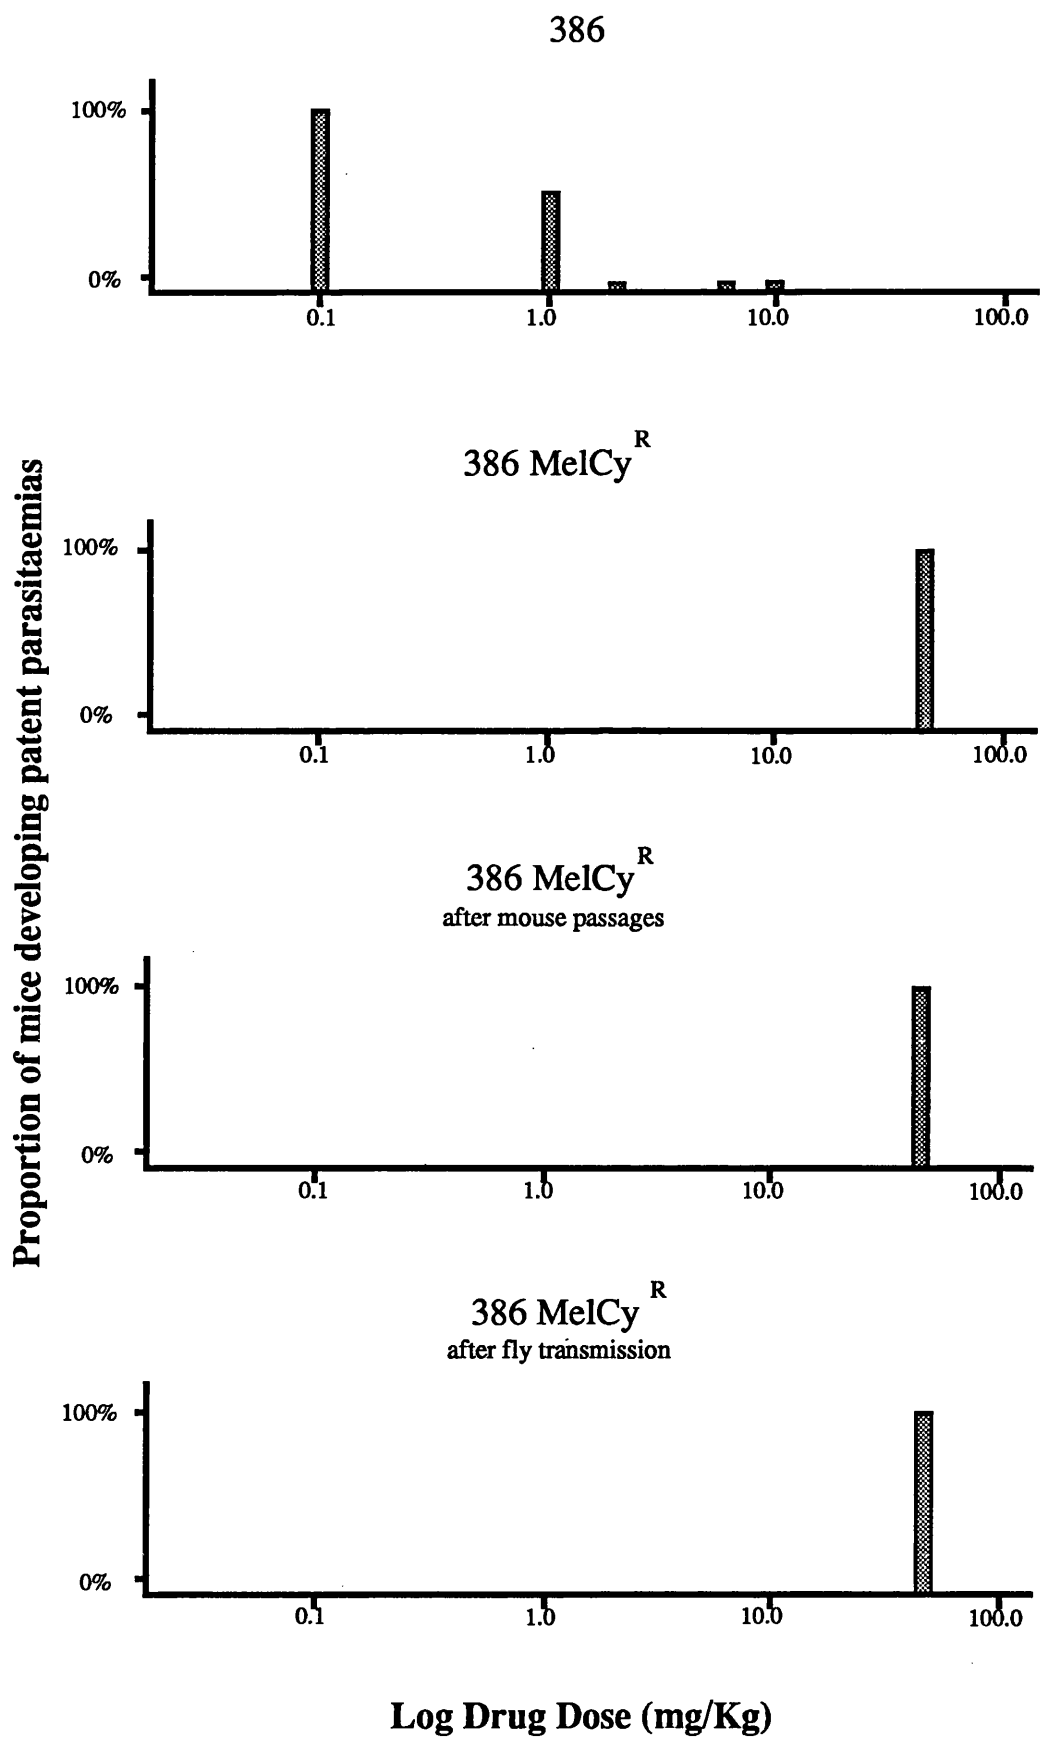 386
100%
0%
0.1 1.0 10.0 100.0
386 MelCy R
100%
0%
0.1 1.0 10.0 100.0
386 MelCy R
after mouse passages
100%
0%
0.1 1.0 10.0 100.0
386 MelCy R
after fly transmission
100%
0%
0.1 1.0 10.0 100.0
Proportion of mice developing patent parasitaemias
Log Drug Dose (mg/Kg)